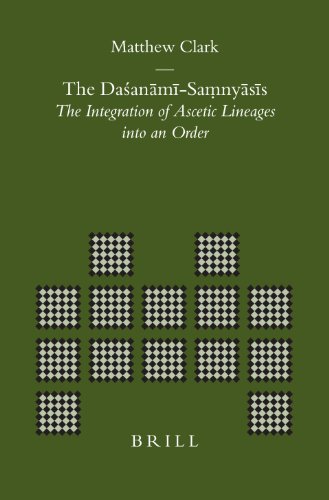 Matthew Clark
The Daśanāmī-Saṃnyāsīs
The Integration of Ascetic Lineages
into an Order
BRILL